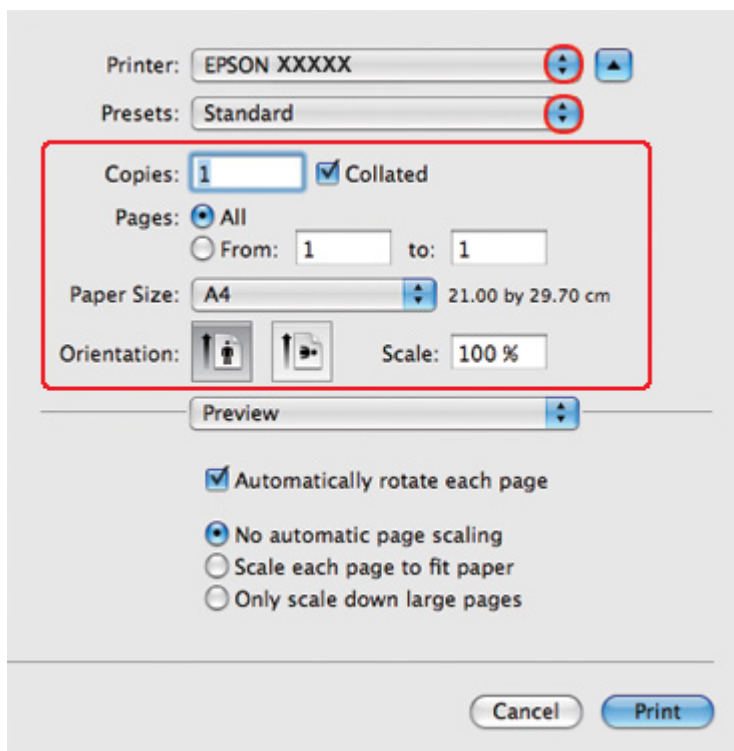 Printer: EPSON XXXXX
Presets: Standard
Copies: 1 Collated
Pages: All
From: 1 to: 1
Paper Size: A4 21.00 by 29.70 cm
Orientation: Scale: 100 %
Preview
Automatically rotate each page
No automatic page scaling
Scale each page to fit paper
Only scale down large pages
Cancel Print